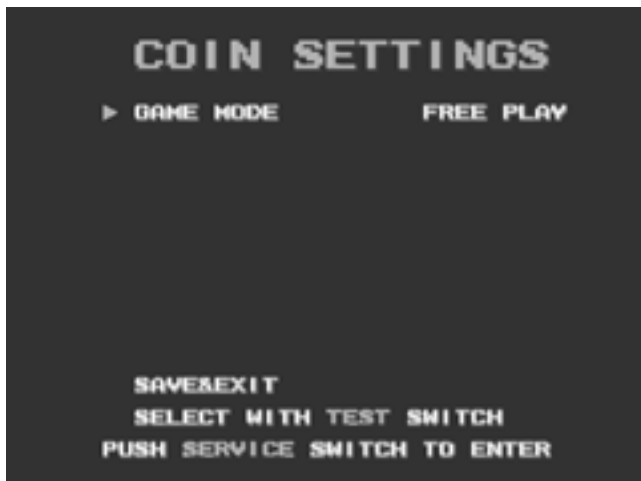 COIN SETTINGS
▶ GAME MODE FREE PLAY
SAVE&EXIT
SELECT WITH TEST SWITCH
PUSH SERVICE SWITCH TO ENTER